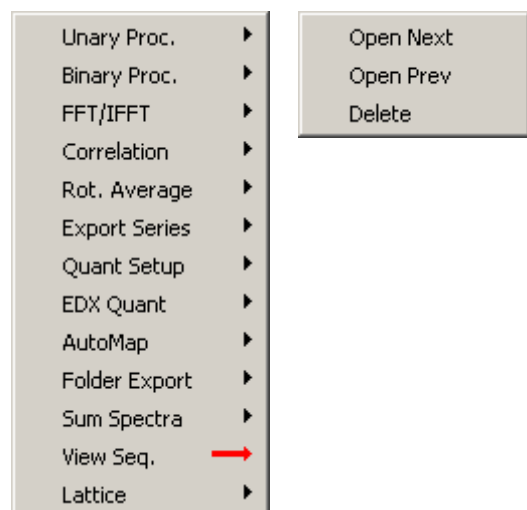 Unary Proc.
Binary Proc.
FFT/IFFT
Correlation
Rot. Average
Export Series
Quant Setup
EDX Quant
AutoMap
Folder Export
Sum Spectra
View Seq.
Lattice
Open Next
Open Prev
Delete